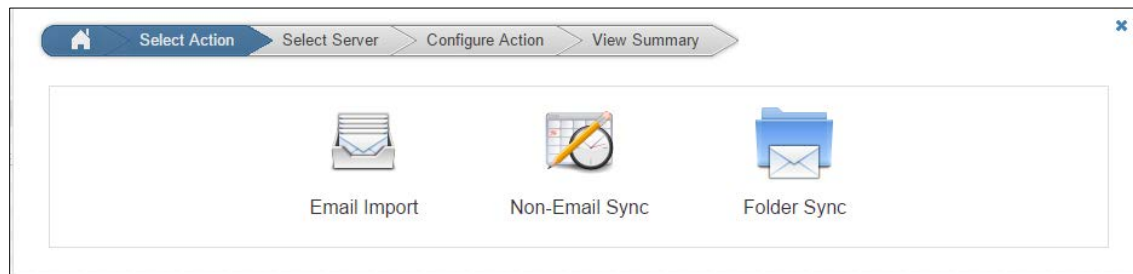 Select Action Select Server Configure Action View Summary
Email Import Non-Email Sync Folder Sync